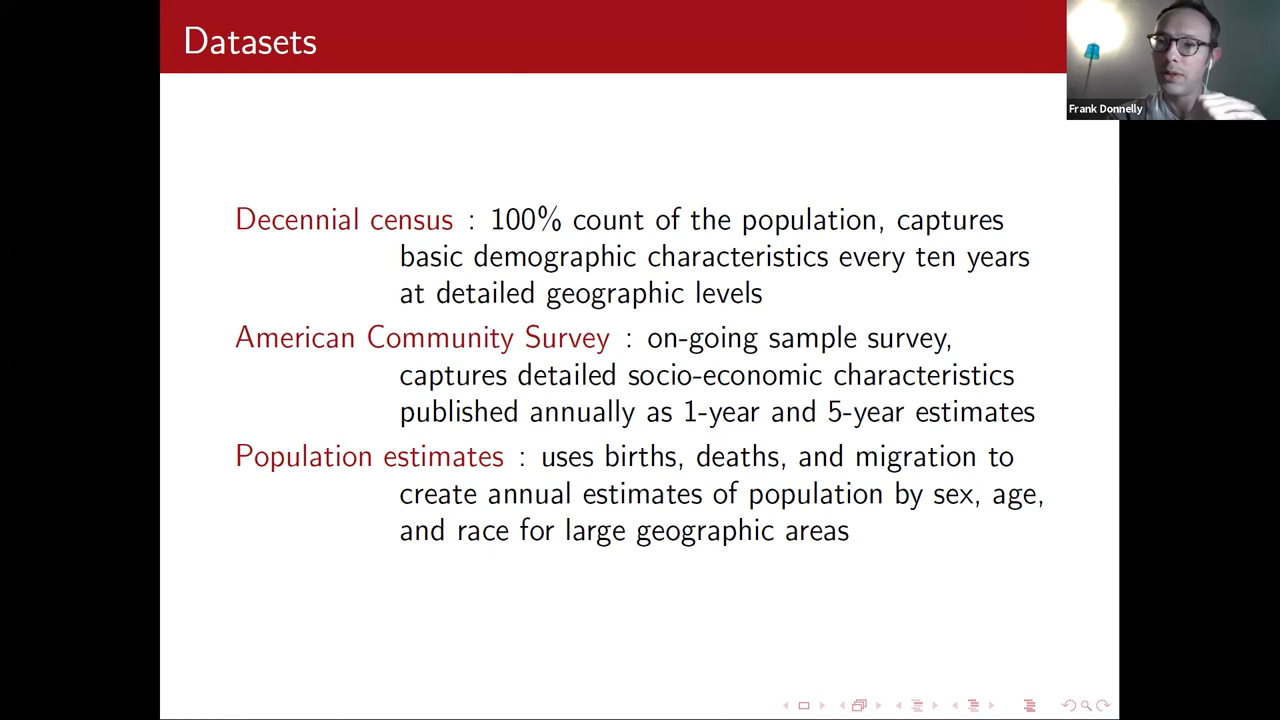 Datasets
Frank Donnelly
Decennial census : 100% count of the population, captures
basic demographic characteristics every ten years
at detailed geographic levels
American Community Survey : on-going sample survey,
captures detailed socio-economic characteristics
published annually as 1-year and 5-year estimates
Population estimates : uses births, deaths, and migration to
create annual estimates of population by sex, age,
and race for large geographic areas